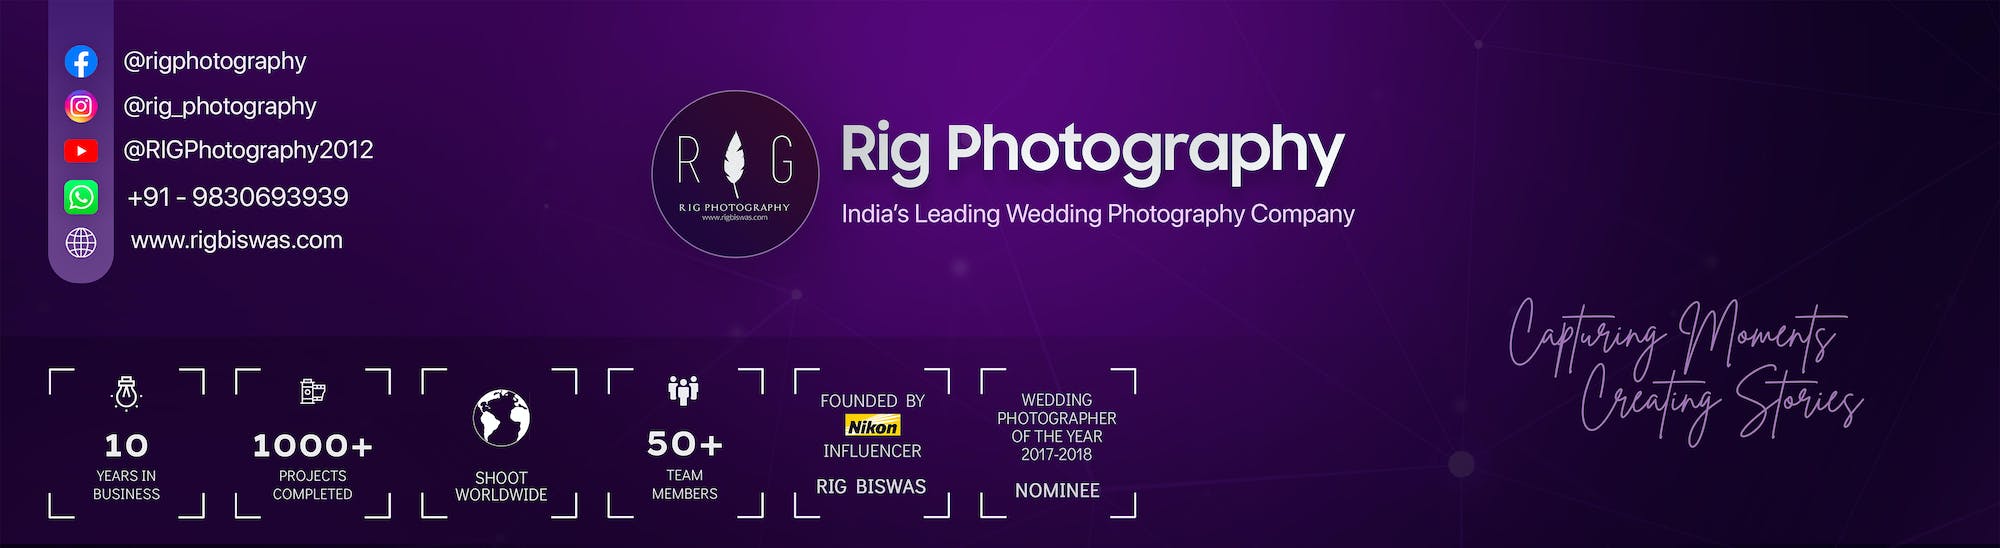 @rigphotography
@rig_photography
@RIGPhotography2012
+91 - 9830693939
www.rigbiswas.com
R G
RIG PHOTOGRAPHY
www.rigbiswas.com
Rig Photography
India's Leading Wedding Photography Company
Capturing Moments
Creating Stories
10
YEARS IN
BUSINESS
1000+
PROJECTS
COMPLETED
SHOOT
WORLDWIDE
50+
TEAM
MEMBERS
FOUNDED BY
Nikon
INFLUENCER
RIG BISWAS
WEDDING
PHOTOGRAPHER
OF THE YEAR
2017-2018
NOMINEE